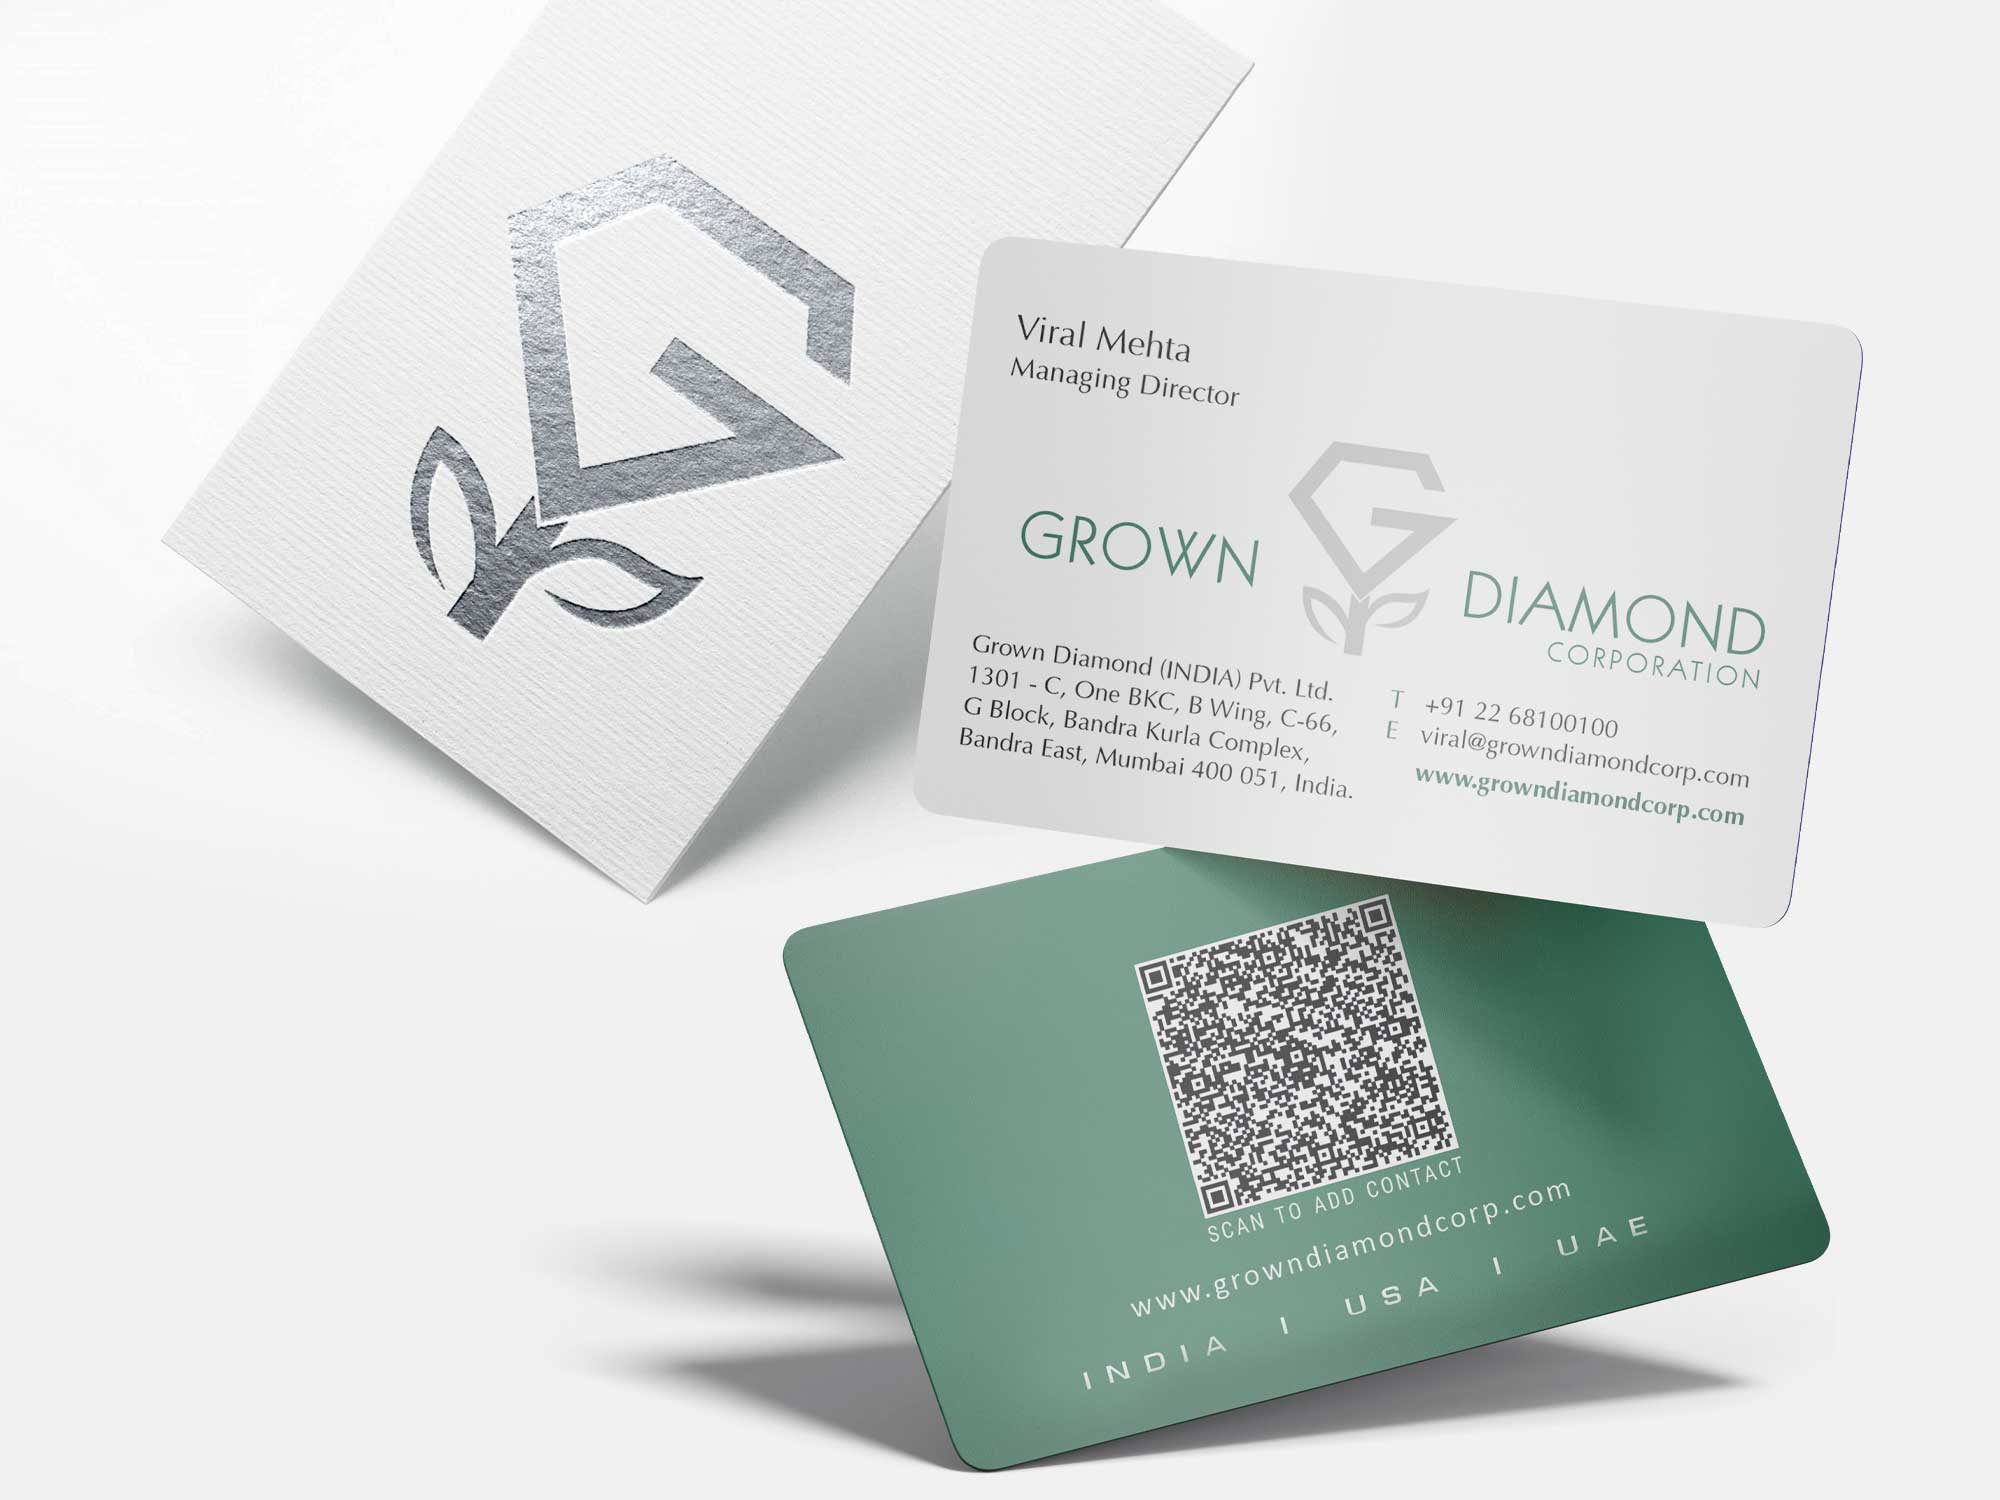 Viral Mehta
Managing Director
GROWN
DIAMOND
CORPORATION
Grown Diamond (INDIA) Pvt. Ltd.
1301 - C, One BKC, B Wing, C-66,
G Block, Bandra Kurla Complex,
Bandra East, Mumbai 400 051, India.
T +91 22 68100100
E viral@growndiamondcorp.com
www.growndiamondcorp.com
SCAN TO ADD CONTACT
www.growndiamondcorp.com
INDIA | USA | UAE